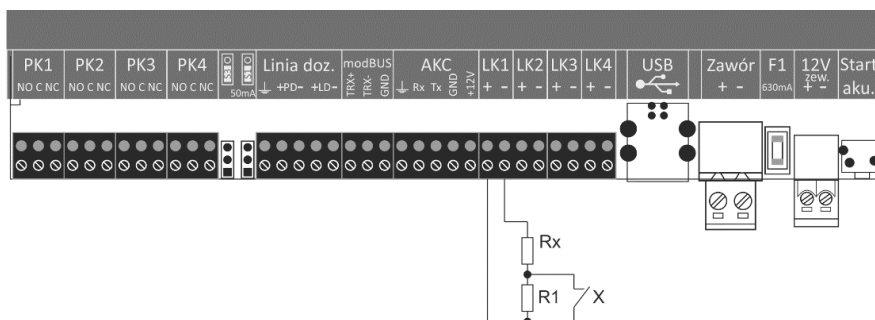 PK1 PK2 PK3 PK4 Linia doz. modBUS AKC LK1 LK2 LK3 LK4 USB Zawór F1 12V Start
NO C NC NO C NC NO C NC NO C NC S3 S1 50mA +PD- +LD- TRX+ TRX- GND Rx Tx GND +12V + - + - + - + - + - 630mA zew. + - aku.
Rx
R1 X